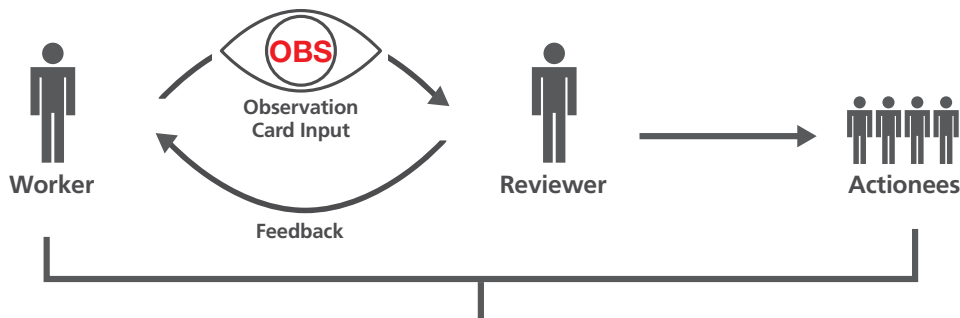 OBS
Observation
Card Input
Worker
Reviewer
Actionees
Feedback